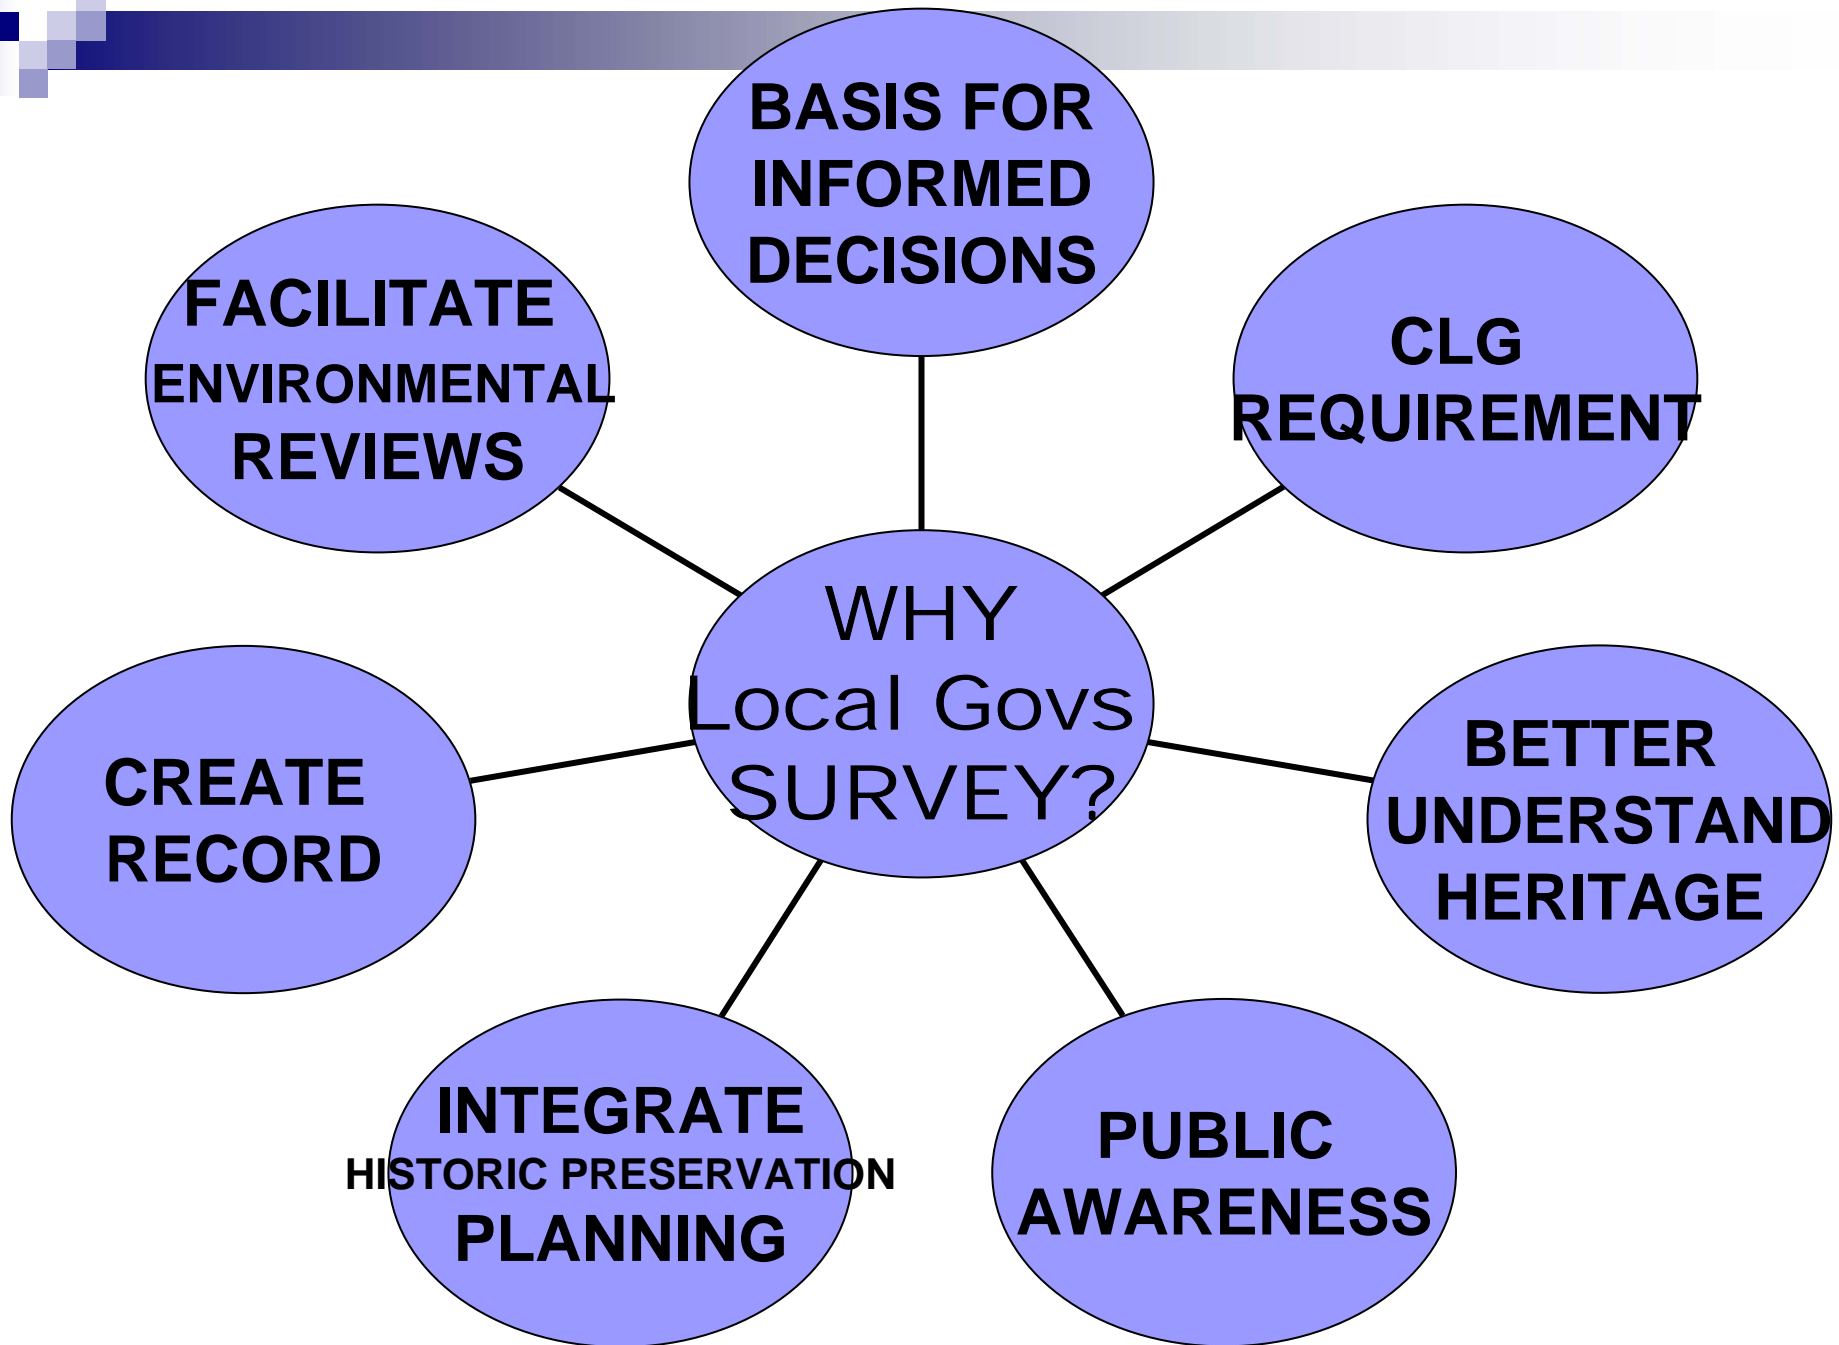 BASIS FOR
INFORMED
DECISIONS
FACILITATE
ENVIRONMENTAL
REVIEWS
CLG
REQUIREMENT
WHY
Local Govs
SURVEY?
CREATE
RECORD
BETTER
UNDERSTAND
HERITAGE
INTEGRATE
HISTORIC PRESERVATION
PLANNING
PUBLIC
AWARENESS